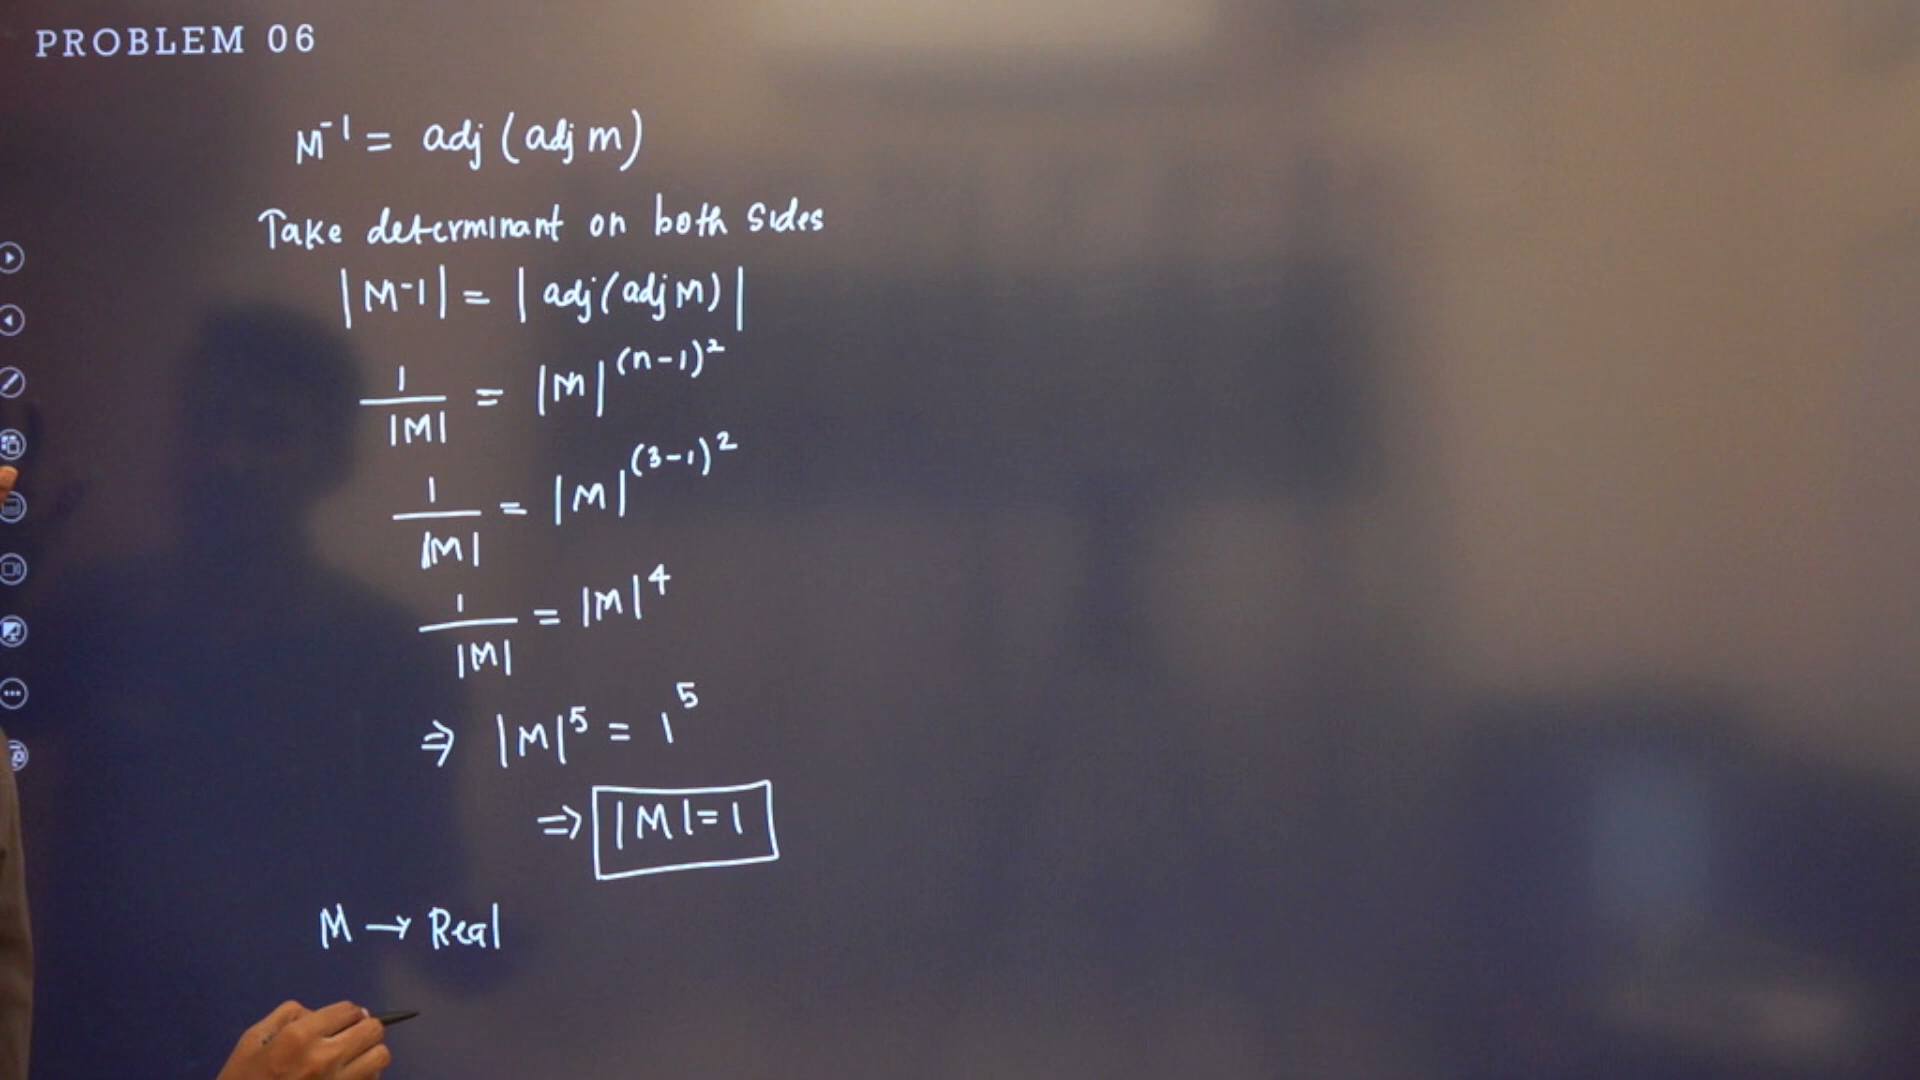 PROBLEM 06
M⁻¹ = adj (adj m)
Take determinant on both sides
|M-1| = | adj(adj M) |
1/|M| = |M|^(n-1)²
1/|M| = |M|^(3-1)²
1/|M| = |M|⁴
⇒ |M|⁵ = 1⁵
⇒ |M| = 1
M → Real